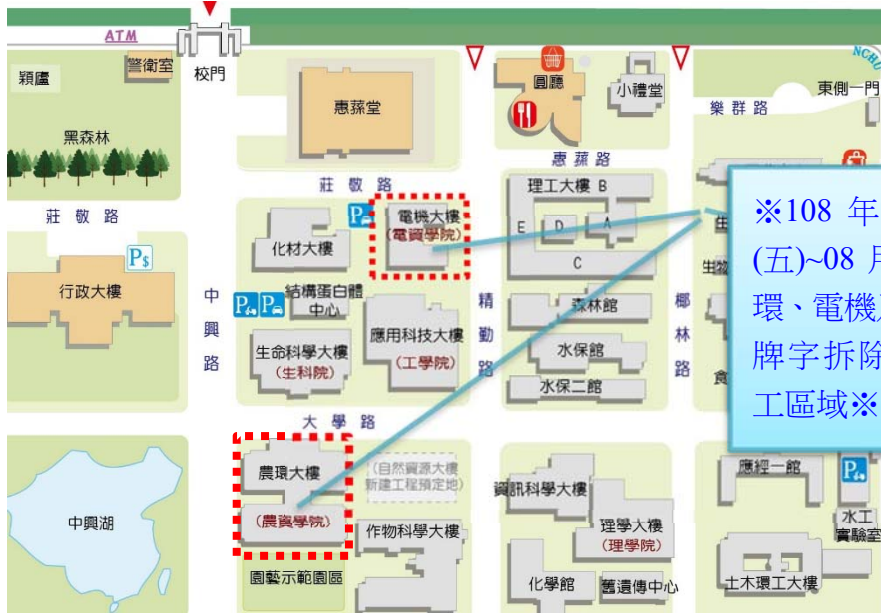 ATM
穎廬
警衛室
校門
惠蓀堂
圓廳
小禮堂
NCHU
東側一門
樂群路
黑森林
惠蓀路
莊敬路
莊敬路
理工大樓 B
E
D
A
C
電機大樓
(電資學院)
化材大樓
P$
行政大樓
中興路
結構蛋白體
中心
應用科技大樓
(工學院)
生命科學大樓
(生科院)
精勤路
森林館
水保館
水保二館
椰林路
生物
食
※108 年
(五)~08 月
環、電機
牌字拆除
工區域※
大學路
農環大樓
(農資學院)
(自然資源大樓
新建工程預定地)
作物科學大樓
園藝示範園區
中興湖
資訊科學大樓
理學大樓
(理學院)
化學館
舊遺傳中心
應經一館
水工
實驗室
土木環工大樓